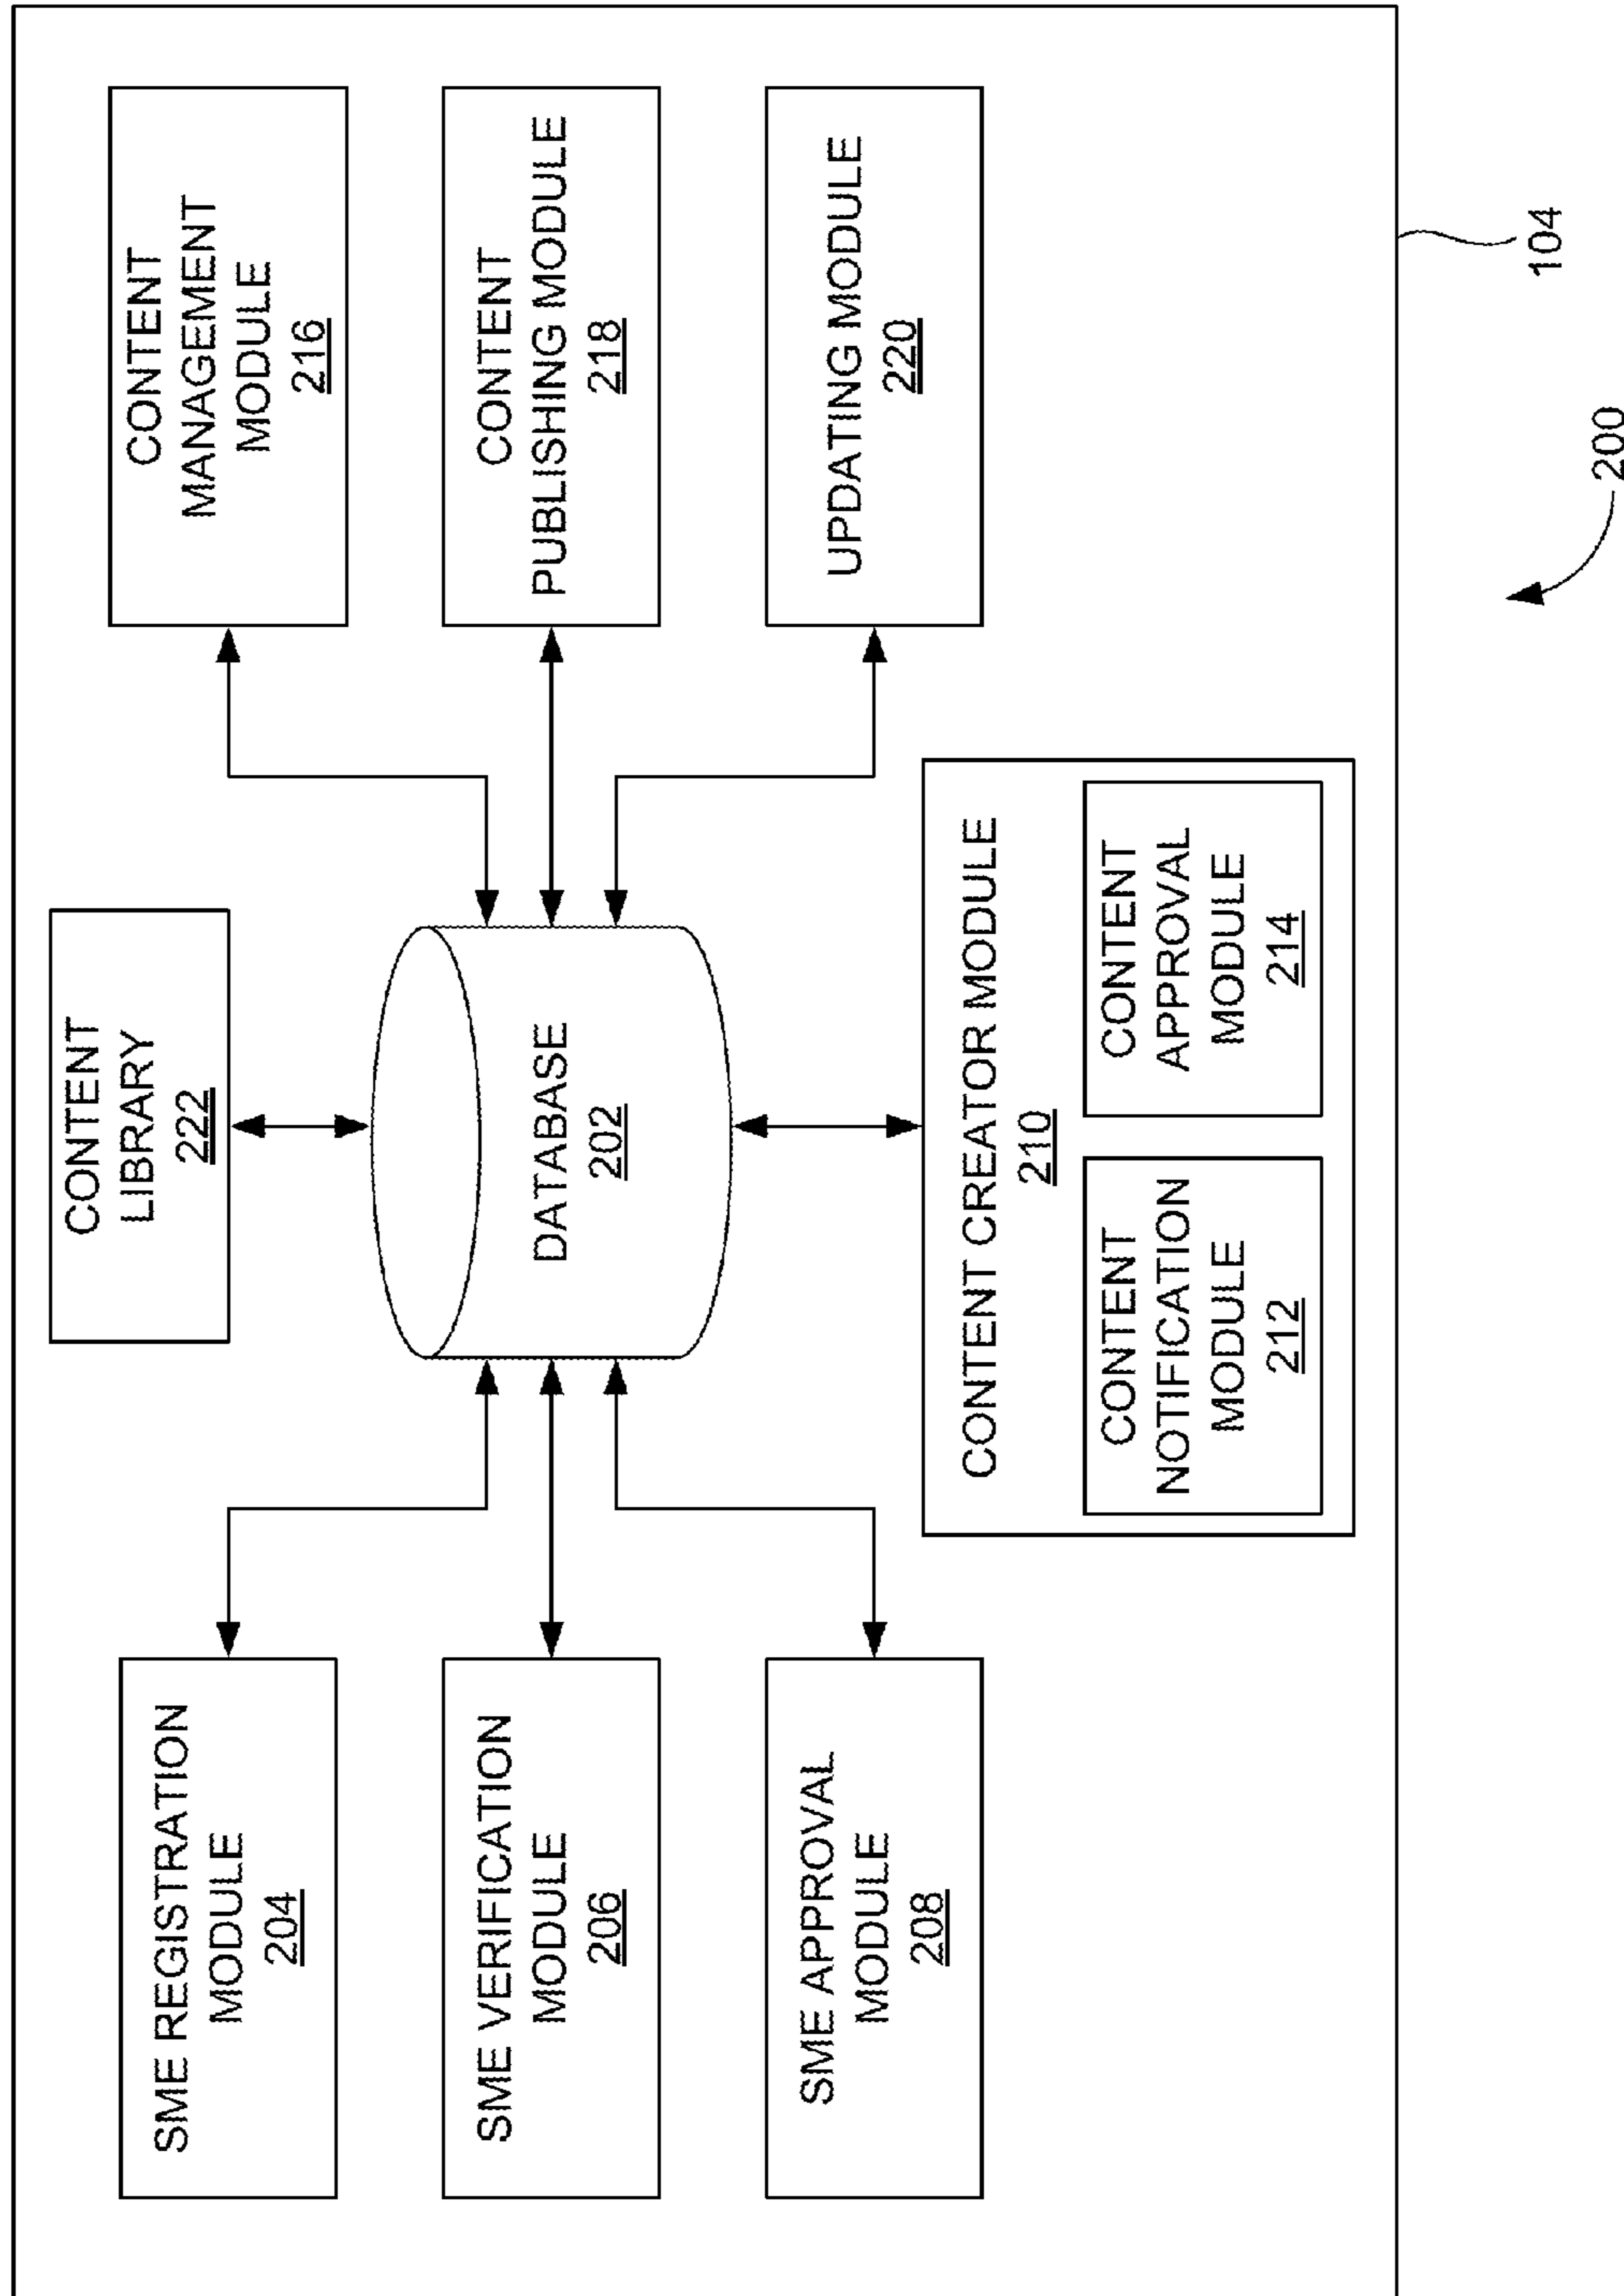 CONTENT
LIBRARY
222
SME REGISTRATION
MODULE
204
SME VERIFICATION
MODULE
206
SME APPROVAL
MODULE
208
DATABASE
202
CONTENT
MANAGEMENT
MODULE
216
CONTENT
PUBLISHING MODULE
218
UPDATING MODULE
220
CONTENT CREATOR MODULE
210
CONTENT
NOTIFICATION
MODULE
212
CONTENT
APPROVAL
MODULE
214
104
200